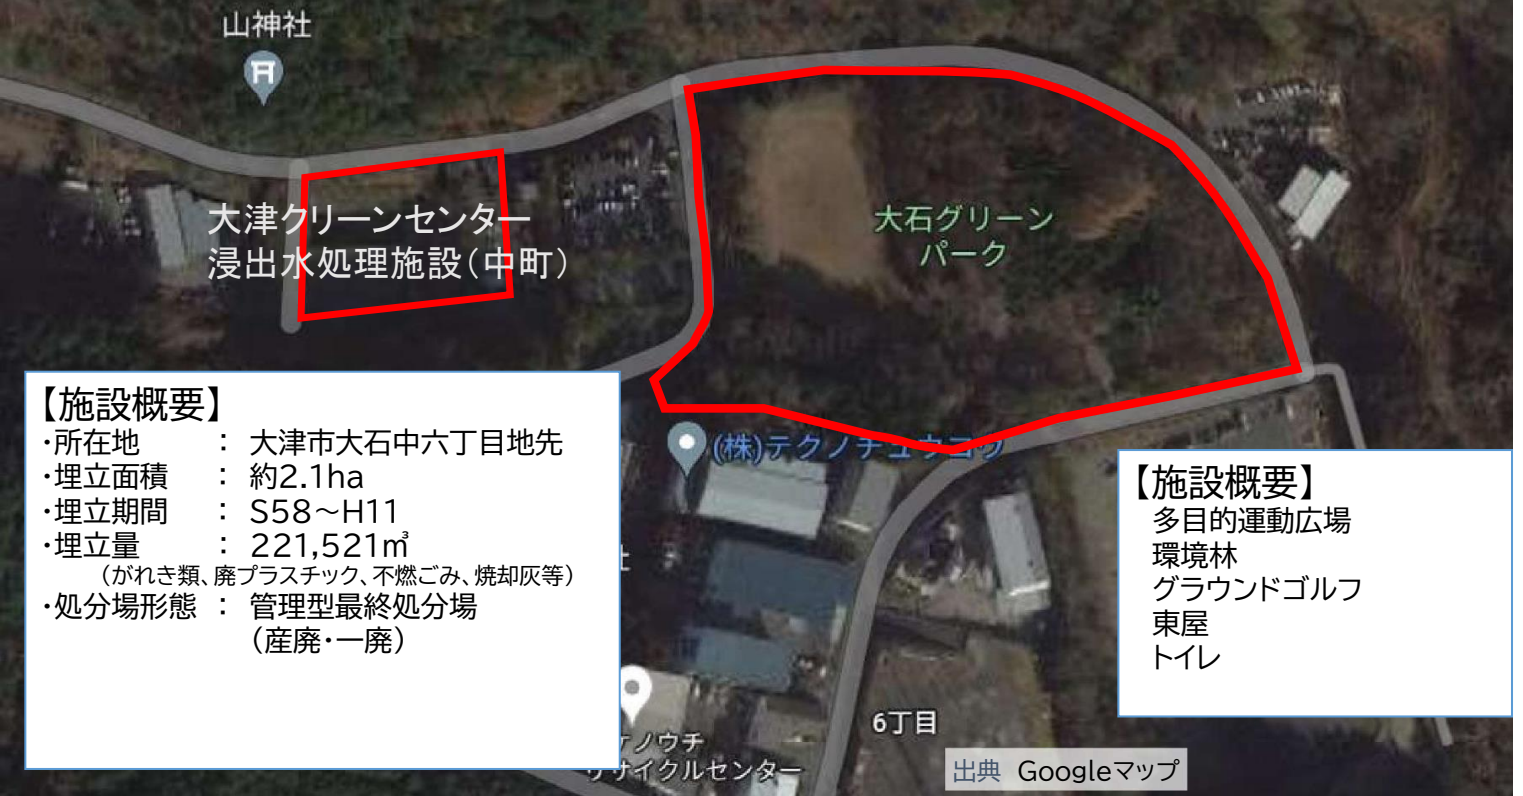 山神社
大津クリーンセンター
浸出水処理施設(中町)
大石グリーン
パーク
【施設概要】
・所在地 : 大津市大石中六丁目地先
・埋立面積 : 約2.1ha
・埋立期間 : S58～H11
・埋立量 : 221,521㎥
(がれき類、廃プラスチック、不燃ごみ、焼却灰等)
・処分場形態 : 管理型最終処分場
(産廃・一廃)
(株)テクノチュウコウ
【施設概要】
多目的運動広場
環境林
グラウンドゴルフ
東屋
トイレ
6丁目
ケノウチ
リサイクルセンター
出典 Googleマップ